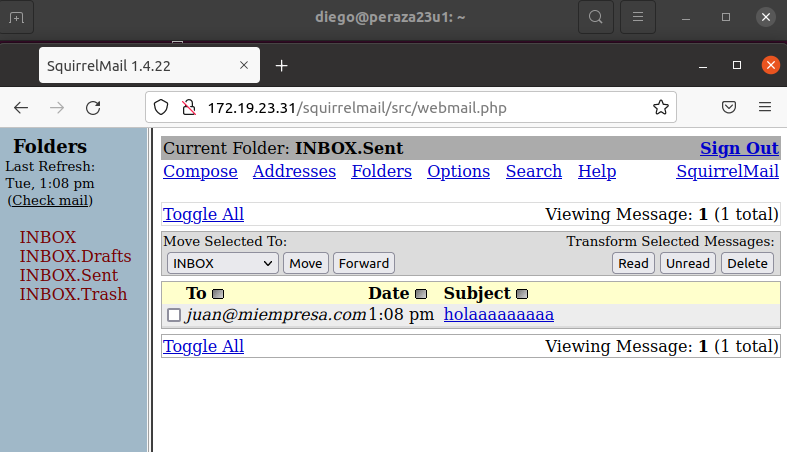 diego@peraza23u1: ~
SquirrelMail 1.4.22
172.19.23.31/squirrelmail/src/webmail.php
Folders
Last Refresh:
Tue, 1:08 pm
(Check mail)
INBOX
INBOX.Drafts
INBOX.Sent
INBOX.Trash
Current Folder: INBOX.Sent Sign Out
Compose Addresses Folders Options Search Help SquirrelMail
Toggle All Viewing Message: 1 (1 total)
Move Selected To: Transform Selected Messages:
INBOX Move Forward Read Unread Delete
To Date Subject
juan@miempresa.com 1:08 pm holaaaaaaaaa
Toggle All Viewing Message: 1 (1 total)